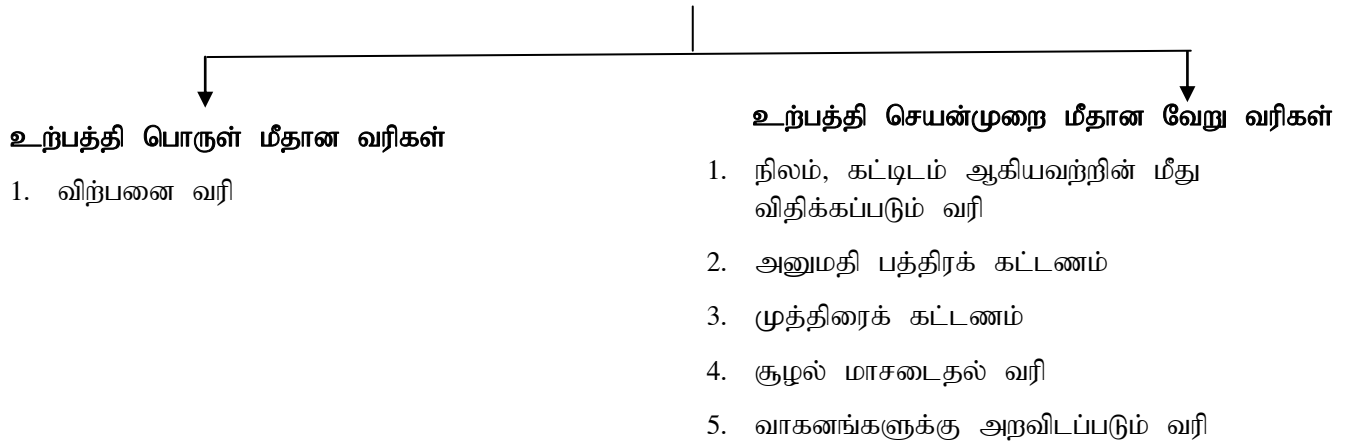 உற்பத்தி பொருள் மீதான வரிகள்
1. விற்பனை வரி
உற்பத்தி செயன்முறை மீதான வேறு வரிகள்
1. நிலம், கட்டிடம் ஆகியவற்றின் மீது
விதிக்கப்படும் வரி
2. அனுமதி பத்திரக் கட்டணம்
3. முத்திரைக் கட்டணம்
4. சூழல் மாசடைதல் வரி
5. வாகனங்களுக்கு அறவிடப்படும் வரி